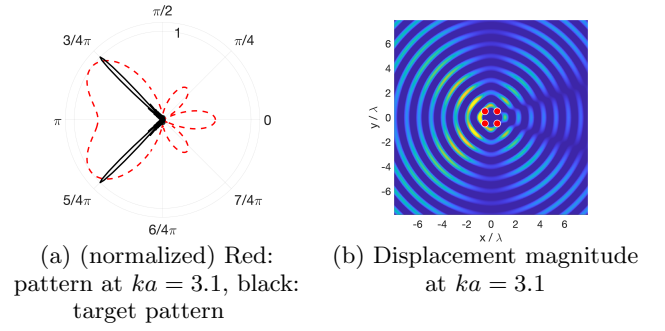 π/2
3/4π
1
π/4
π
0
5/4π
7/4π
6/4π
6
4
2
0
-2
-4
-6
y / λ
-6 -4 -2 0 2 4 6
x / λ
(a) (normalized) Red:
pattern at ka = 3.1, black:
target pattern
(b) Displacement magnitude
at ka = 3.1